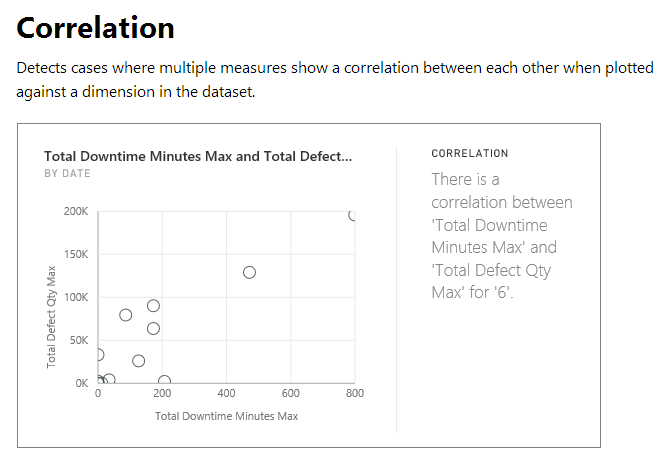 Correlation
Detects cases where multiple measures show a correlation between each other when plotted
against a dimension in the dataset.
Total Downtime Minutes Max and Total Defect...
BY DATE
200K
150K
100K
50K
0K
Total Defect Qty Max
0 200 400 600 800
Total Downtime Minutes Max
CORRELATION
There is a
correlation between
'Total Downtime
Minutes Max' and
'Total Defect Qty
Max' for '6'.